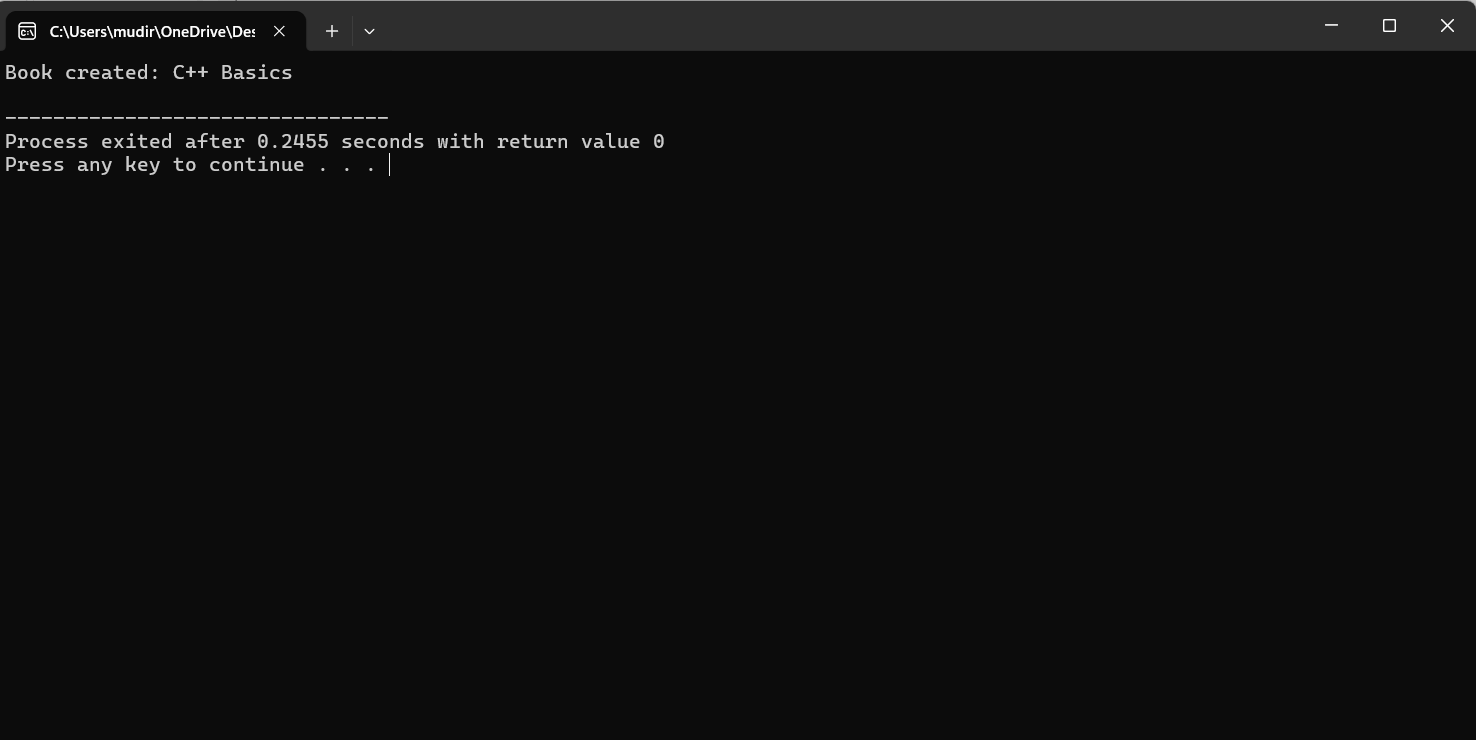 C:\Users\mudir\OneDrive\Des
Book created: C++ Basics
--------------------------------
Process exited after 0.2455 seconds with return value 0
Press any key to continue . . .